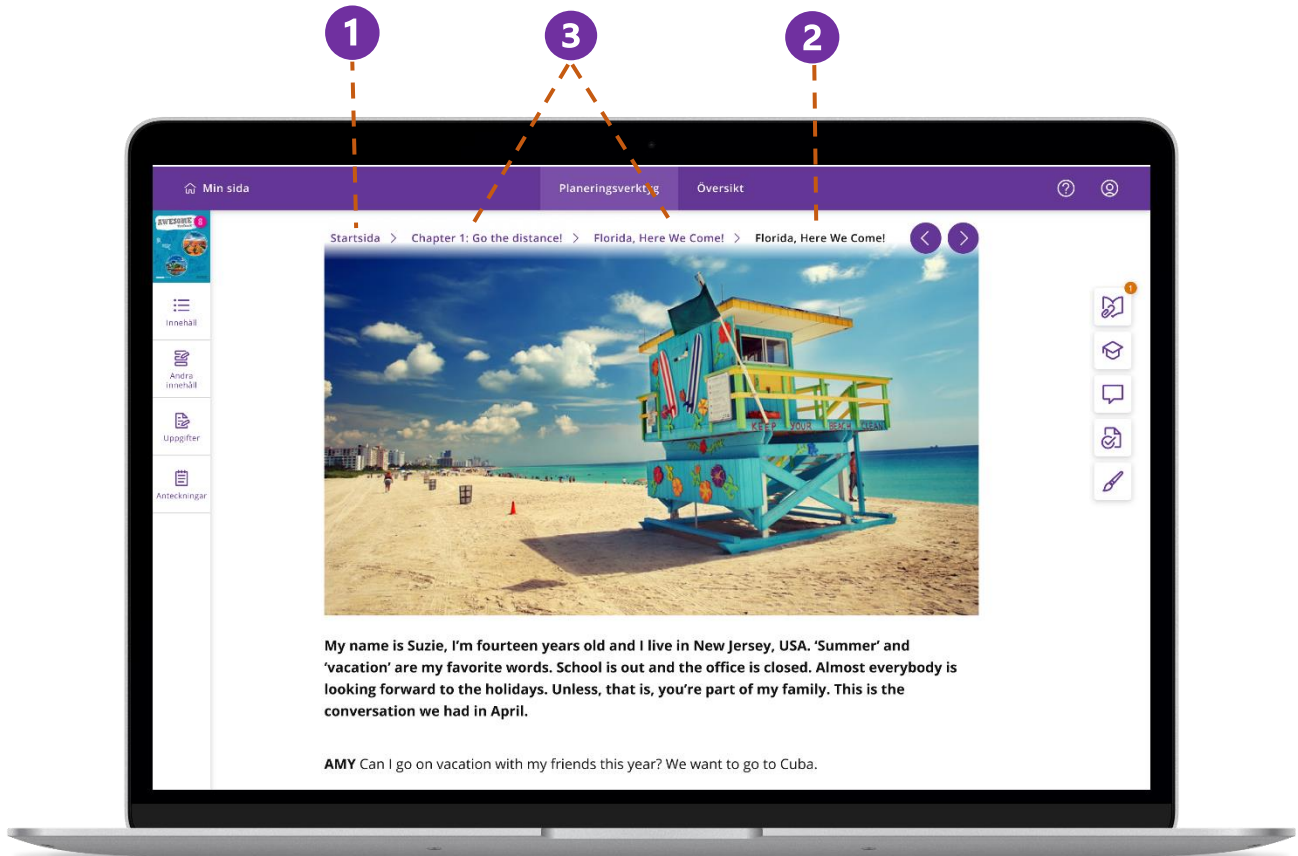 1
3
2
Min sida
Planeringsverktyg
Översikt
AWESOME
8
Startsida > Chapter 1: Go the distance! > Florida, Here We Come! > Florida, Here We Come!
Innehåll
Ändra
innehåll
Uppgifter
Anteckningar
1
KEEP YOUR BEACH CLEAN
My name is Suzie, I’m fourteen years old and I live in New Jersey, USA. ‘Summer’ and
‘vacation’ are my favorite words. School is out and the office is closed. Almost everybody is
looking forward to the holidays. Unless, that is, you’re part of my family. This is the
conversation we had in April.
AMY Can I go on vacation with my friends this year? We want to go to Cuba.